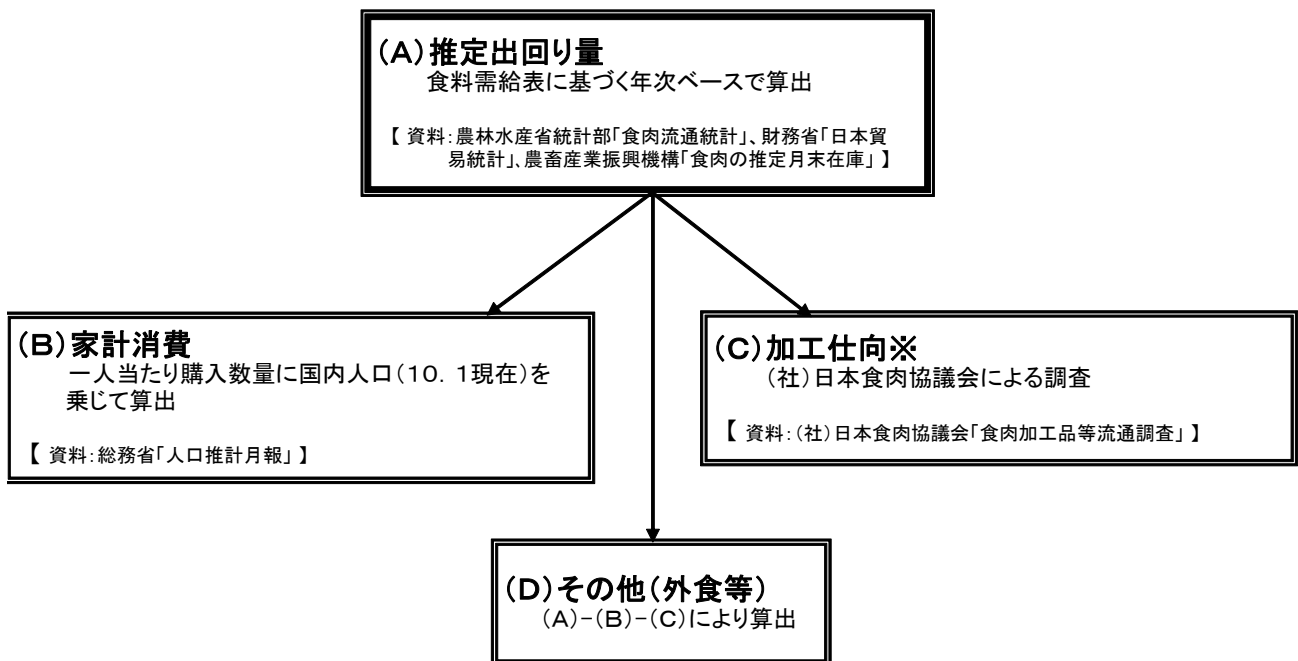 (A)推定出回り量
食料需給表に基づく年次ベースで算出
【 資料:農林水産省統計部「食肉流通統計」、財務省「日本貿
易統計」、農畜産業振興機構「食肉の推定月末在庫」 】
(B)家計消費
一人当たり購入数量に国内人口(10. 1現在)を
乗じて算出
【 資料:総務省「人口推計月報」 】
(C)加工仕向※
(社)日本食肉協議会による調査
【 資料:(社)日本食肉協議会「食肉加工品等流通調査」 】
(D)その他(外食等)
(A)-(B)-(C)により算出